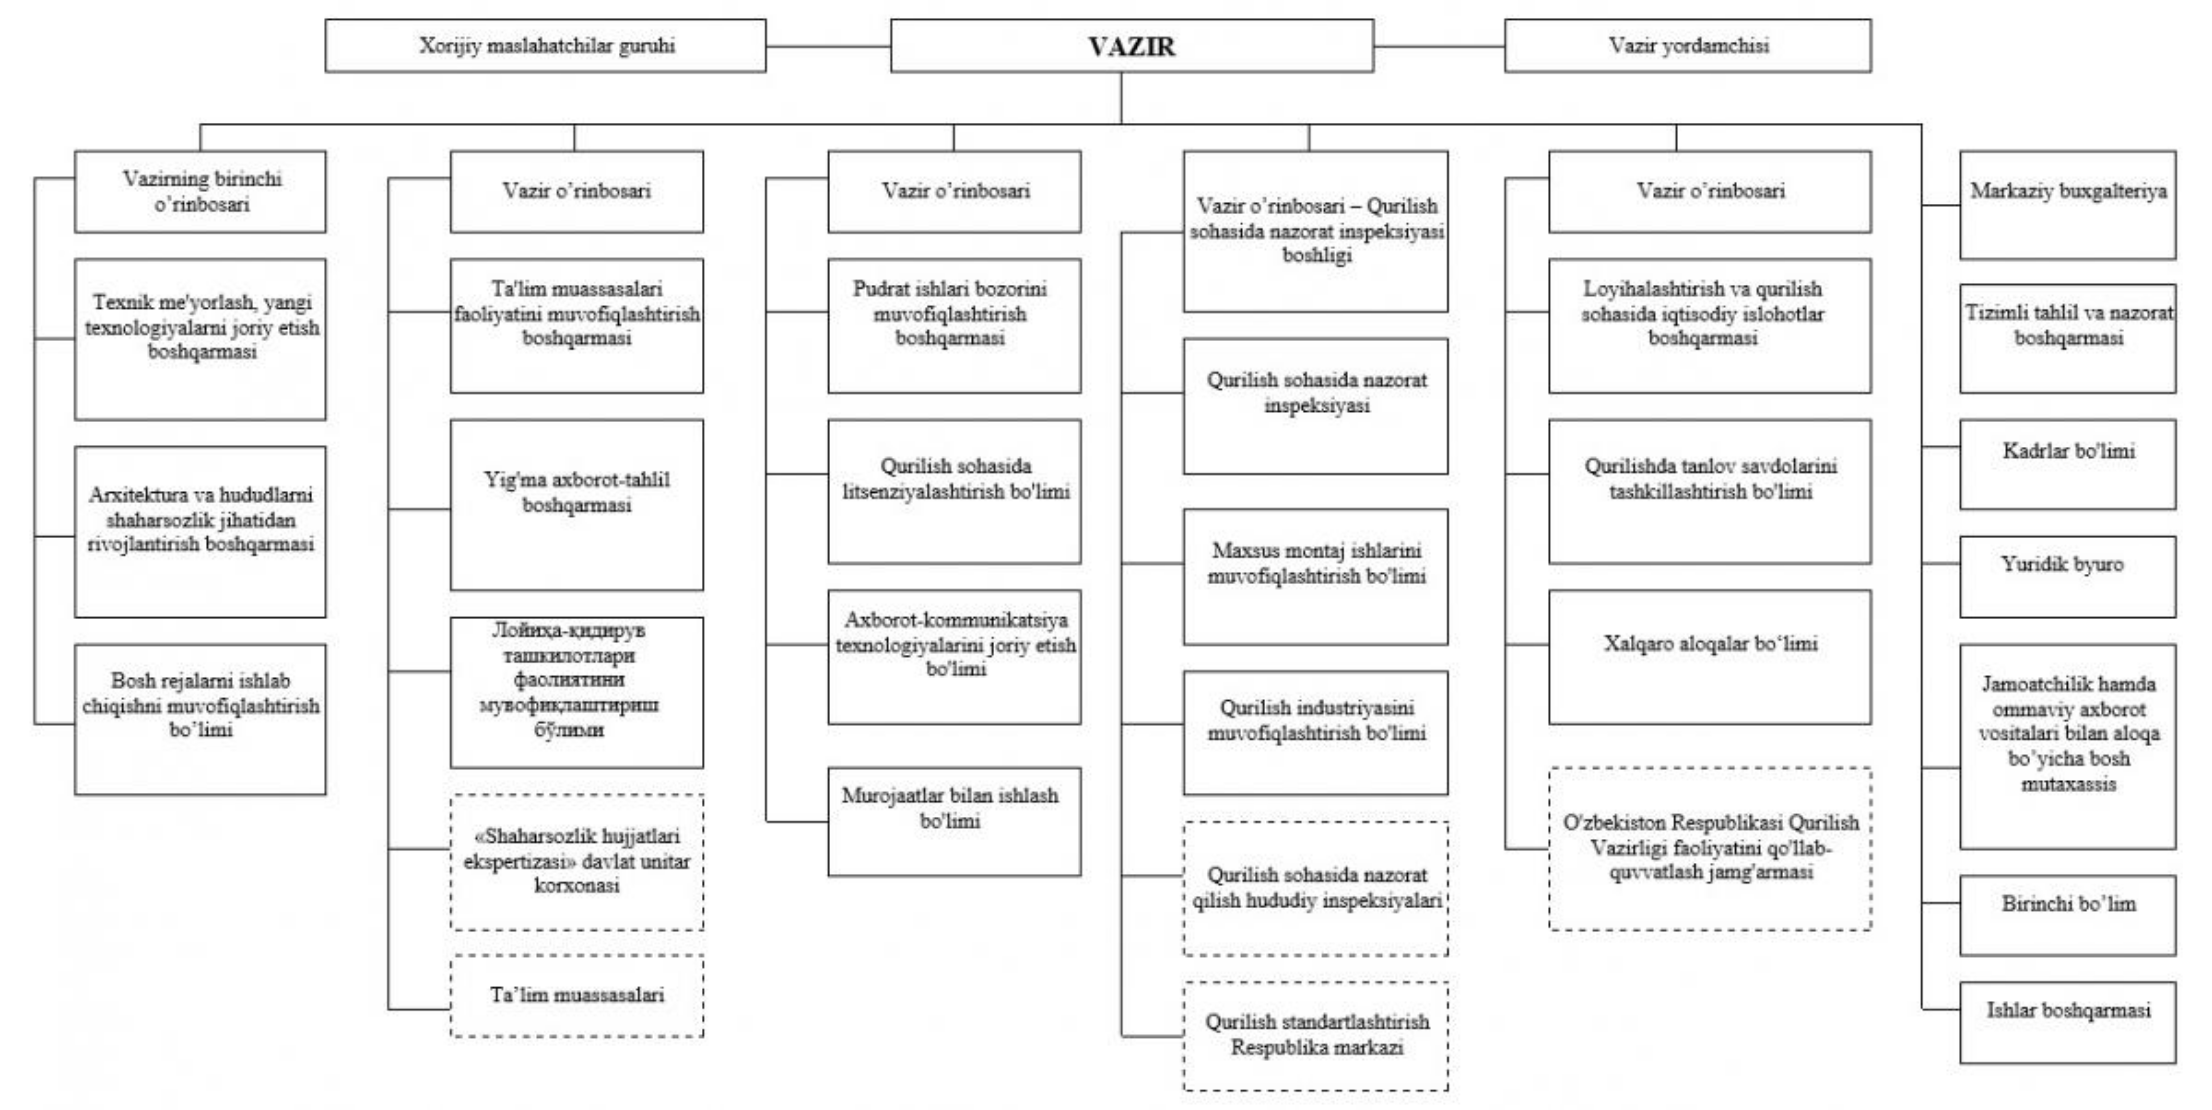 Xorijiy maslahatchilar guruhi
VAZIR
Vazir yordamchisi
Vazirning birinchi
o’rinbosari
Texnik me'yorlash, yangi
texnologiyalarni joriy etish
boshqarmasi
Arxitektura va hududlarni
shaharsozlik jihatidan
rivojlantirish boshqarmasi
Bosh rejalarni ishlab
chiqishni muvofiqlashtirish
bo’limi
Vazir o’rinbosari
Ta'lim muassasalari
faoliyatini muvofiqlashtirish
boshqarmasi
Yig'ma axborot-tahlil
boshqarmasi
Лойиҳа-қидирув
ташкилотлари
фаолиятини
мувофиқлаштириш
бўлими
«Shaharsozlik hujjatlari
ekspertizasi» davlat unitar
korxonasi
Ta’lim muassasalari
Vazir o’rinbosari
Pudrat ishlari bozorini
muvofiqlashtirish
boshqarmasi
Qurilish sohasida
litsenziyalashtirish bo'limi
Axborot-kommunikatsiya
texnologiyalarini joriy etish
bo'limi
Murojaatlar bilan ishlash
bo'limi
Vazir o’rinbosari – Qurilish
sohasida nazorat inspeksiyasi
boshligi
Qurilish sohasida nazorat
inspeksiyasi
Maxsus montaj ishlarini
muvofiqlashtirish bo'limi
Qurilish industriyasini
muvofiqlashtirish bo'limi
Qurilish sohasida nazorat
qilish hududiy inspeksiyalari
Qurilish standartlashtirish
Respublika markazi
Vazir o’rinbosari
Loyihalashtirish va qurilish
sohasida iqtisodiy islohotlar
boshqarmasi
Qurilishda tanlov savdolarini
tashkillashtirish bo'limi
Xalqaro aloqalar bo‘limi
O'zbekiston Respublikasi Qurilish
Vazirligi faoliyatini qo'llab-
quvvatlash jamg'armasi
Markaziy buxgalteriya
Tizimli tahlil va nazorat
boshqarmasi
Kadrlar bo'limi
Yuridik byuro
Jamoatchilik hamda
ommaviy axborot
vositalari bilan aloqa
bo’yicha bosh
mutaxassis
Birinchi bo’lim
Ishlar boshqarmasi